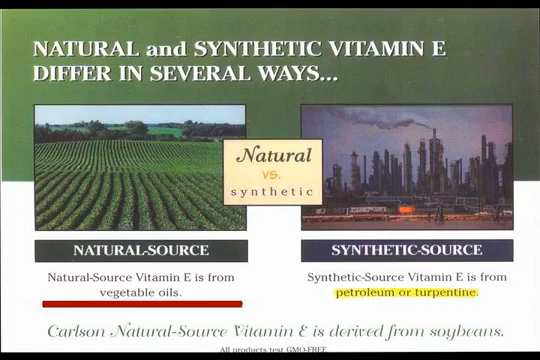 NATURAL and SYNTHETIC VITAMIN E
DIFFER IN SEVERAL WAYS...
Natural
vs.
synthetic
NATURAL-SOURCE
SYNTHETIC-SOURCE
Natural-Source Vitamin E is from
vegetable oils.
Synthetic-Source Vitamin E is from
petroleum or turpentine.
Carlson Natural-Source Vitamin E is derived from soybeans.
All products test GMO-FREE